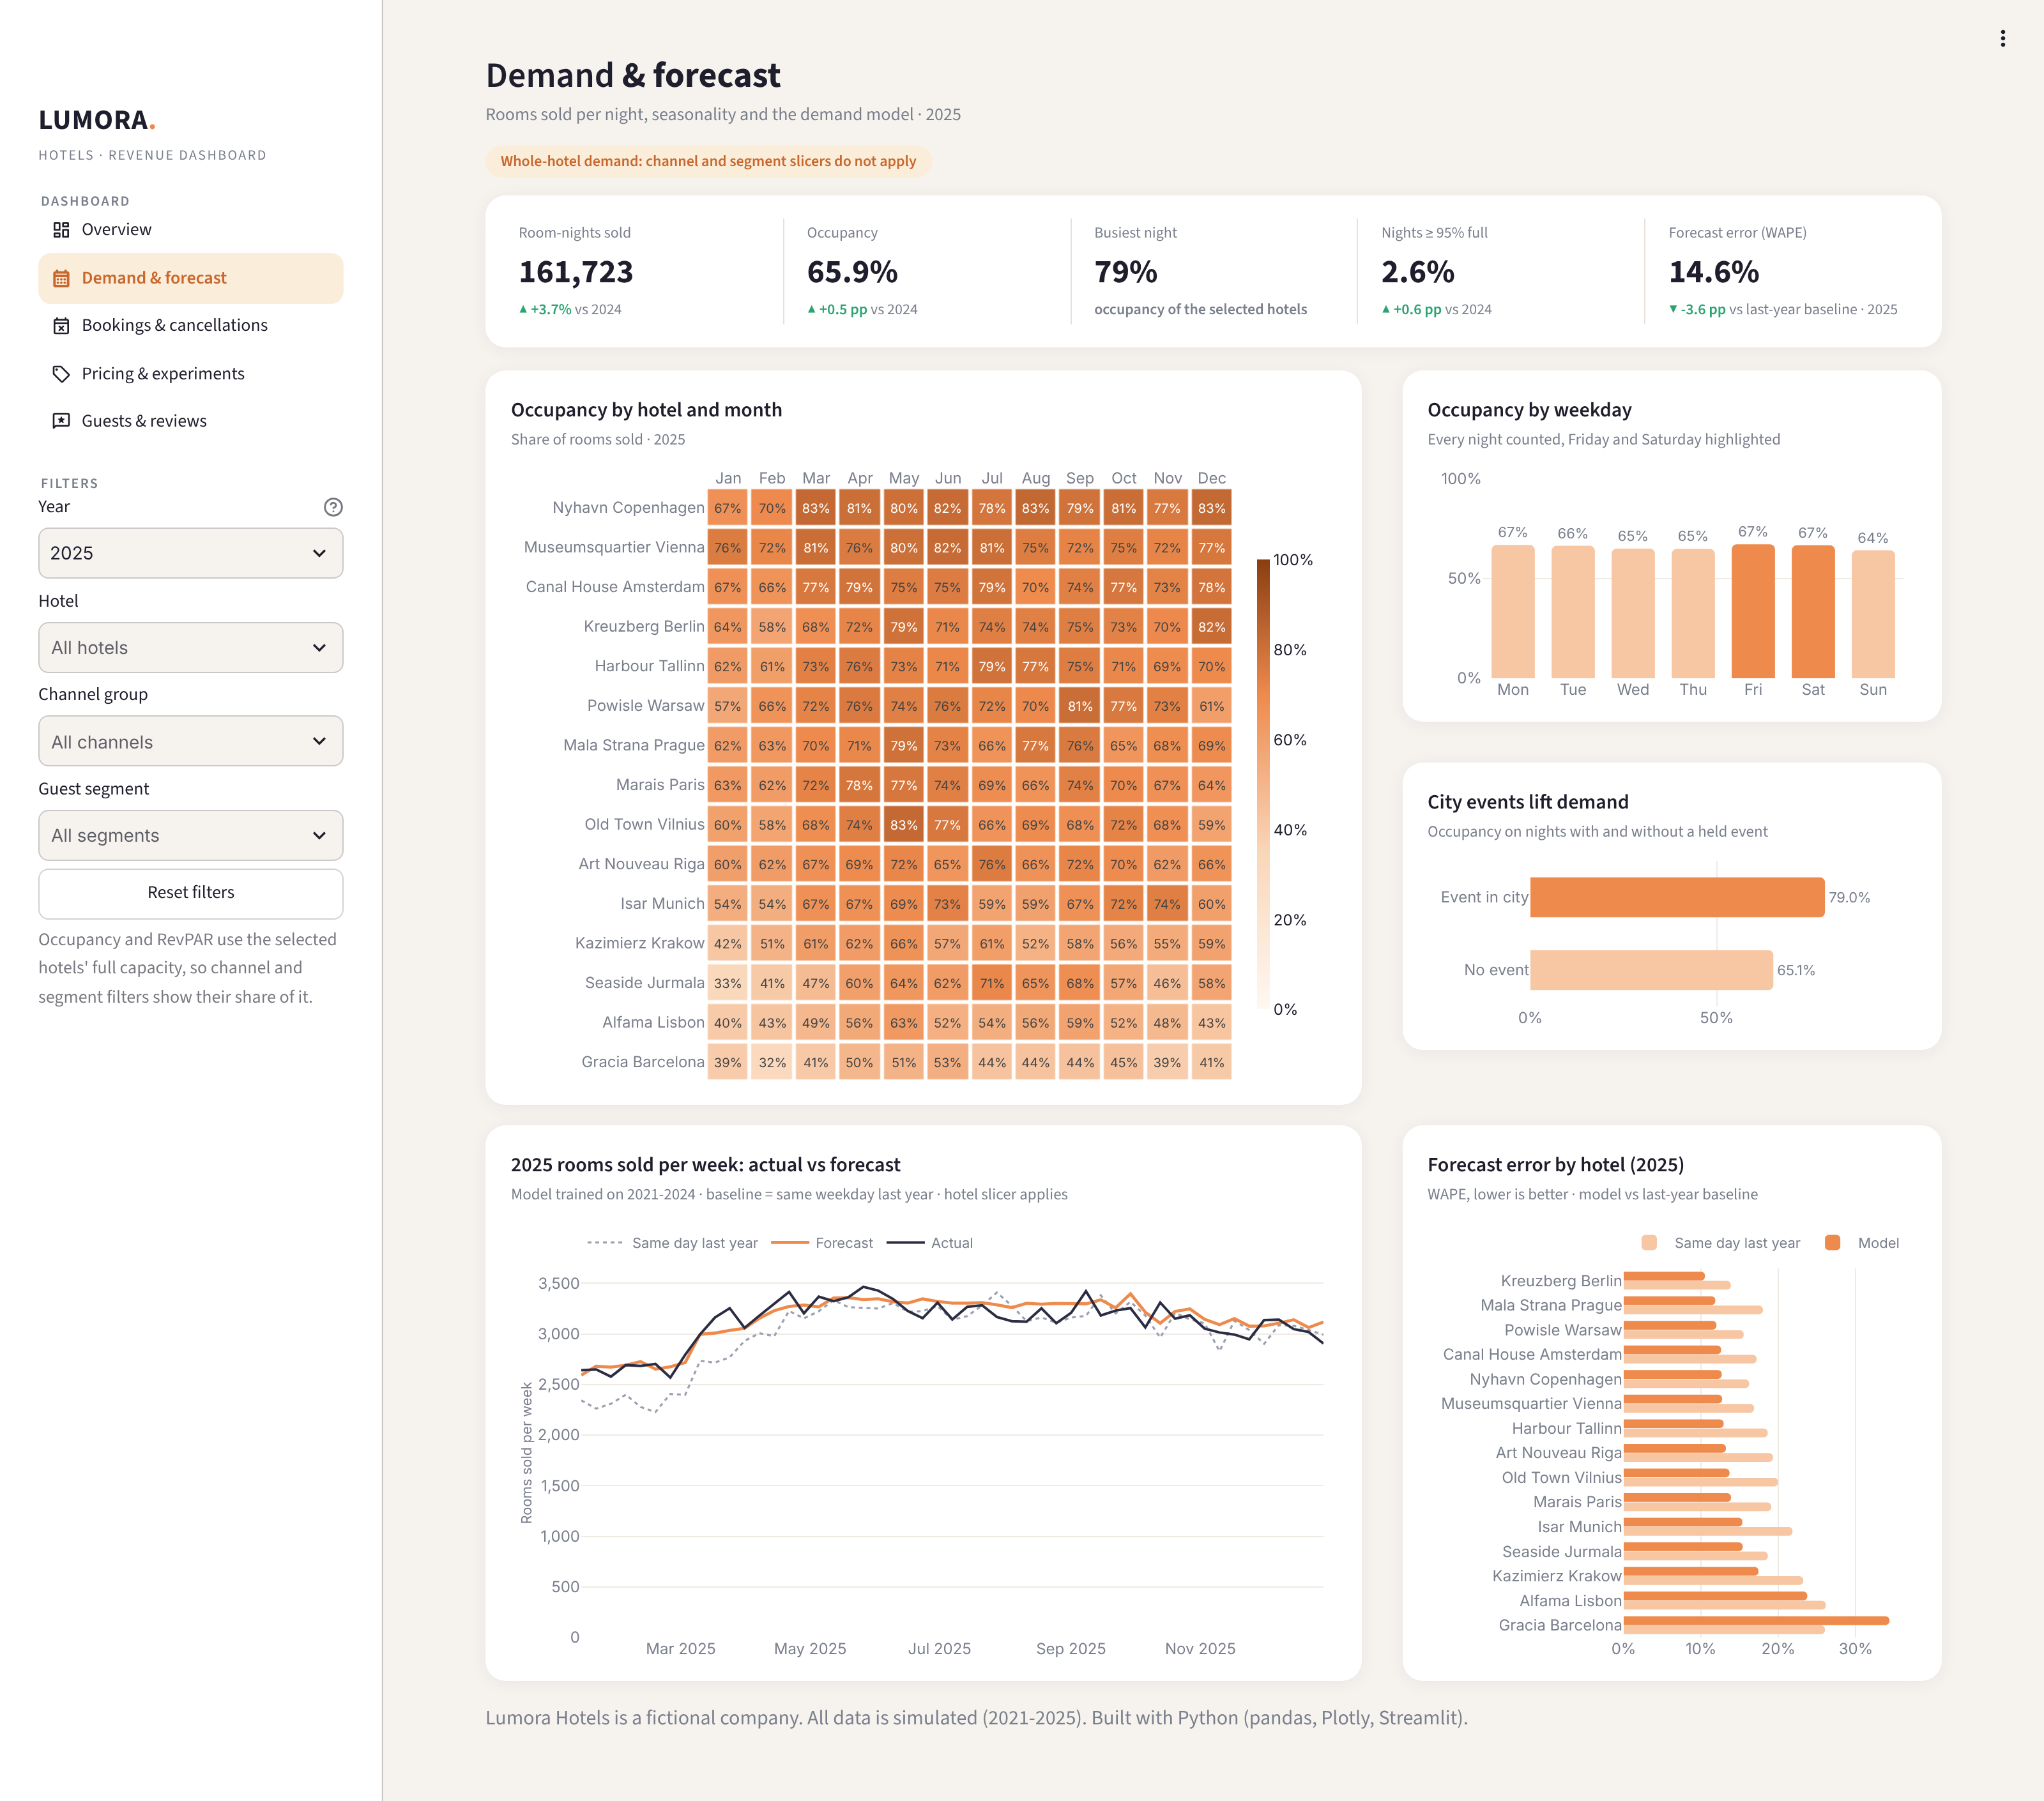 LUMORA.
HOTELS · REVENUE DASHBOARD
DASHBOARD
Overview
Demand & forecast
Bookings & cancellations
Pricing & experiments
Guests & reviews
FILTERS
Year
2025
Hotel
All hotels
Channel group
All channels
Guest segment
All segments
Reset filters
Occupancy and RevPAR use the selected
hotels' full capacity, so channel and
segment filters show their share of it.
Demand & forecast
Rooms sold per night, seasonality and the demand model · 2025
Whole-hotel demand: channel and segment slicers do not apply
Room-nights sold
161,723
▲ +3.7% vs 2024
Occupancy
65.9%
▲ +0.5 pp vs 2024
Busiest night
79%
occupancy of the selected hotels
Nights ≥ 95% full
2.6%
▲ +0.6 pp vs 2024
Forecast error (WAPE)
14.6%
▼ -3.6 pp vs last-year baseline · 2025
Occupancy by hotel and month
Share of rooms sold · 2025
Jan Feb Mar Apr May Jun Jul Aug Sep Oct Nov Dec
Nyhavn Copenhagen 67% 70% 83% 81% 80% 82% 78% 83% 79% 81% 77% 83%
Museumsquartier Vienna 76% 72% 81% 76% 80% 82% 81% 75% 72% 75% 72% 77%
Canal House Amsterdam 67% 66% 77% 79% 75% 75% 79% 70% 74% 77% 73% 78%
Kreuzberg Berlin 64% 58% 68% 72% 79% 71% 74% 74% 75% 73% 70% 82%
Harbour Tallinn 62% 61% 73% 76% 73% 71% 79% 77% 75% 71% 69% 70%
Powisle Warsaw 57% 66% 72% 76% 74% 76% 72% 70% 81% 77% 73% 61%
Mala Strana Prague 62% 63% 70% 71% 79% 73% 66% 77% 76% 65% 68% 69%
Marais Paris 63% 62% 72% 78% 77% 74% 69% 66% 74% 70% 67% 64%
Old Town Vilnius 60% 58% 68% 74% 83% 77% 66% 69% 68% 72% 68% 59%
Art Nouveau Riga 60% 62% 67% 69% 72% 65% 76% 66% 72% 70% 62% 66%
Isar Munich 54% 54% 67% 67% 69% 73% 59% 59% 67% 72% 74% 60%
Kazimierz Krakow 42% 51% 61% 62% 66% 57% 61% 52% 58% 56% 55% 59%
Seaside Jurmala 33% 41% 47% 60% 64% 62% 71% 65% 68% 57% 46% 58%
Alfama Lisbon 40% 43% 49% 56% 63% 52% 54% 56% 59% 52% 48% 43%
Gracia Barcelona 39% 32% 41% 50% 51% 53% 44% 44% 44% 45% 39% 41%
100%
80%
60%
40%
20%
0%
Occupancy by weekday
Every night counted, Friday and Saturday highlighted
100%
50%
0%
67% 66% 65% 65% 67% 67% 64%
Mon Tue Wed Thu Fri Sat Sun
City events lift demand
Occupancy on nights with and without a held event
Event in city 79.0%
No event 65.1%
0% 50%
2025 rooms sold per week: actual vs forecast
Model trained on 2021-2024 · baseline = same weekday last year · hotel slicer applies
Same day last year Forecast Actual
Rooms sold per week
3,500
3,000
2,500
2,000
1,500
1,000
500
0
Mar 2025 May 2025 Jul 2025 Sep 2025 Nov 2025
Forecast error by hotel (2025)
WAPE, lower is better · model vs last-year baseline
Same day last year Model
Kreuzberg Berlin
Mala Strana Prague
Powisle Warsaw
Canal House Amsterdam
Nyhavn Copenhagen
Museumsquartier Vienna
Harbour Tallinn
Art Nouveau Riga
Old Town Vilnius
Marais Paris
Isar Munich
Seaside Jurmala
Kazimierz Krakow
Alfama Lisbon
Gracia Barcelona
0% 10% 20% 30%
Lumora Hotels is a fictional company. All data is simulated (2021-2025). Built with Python (pandas, Plotly, Streamlit).